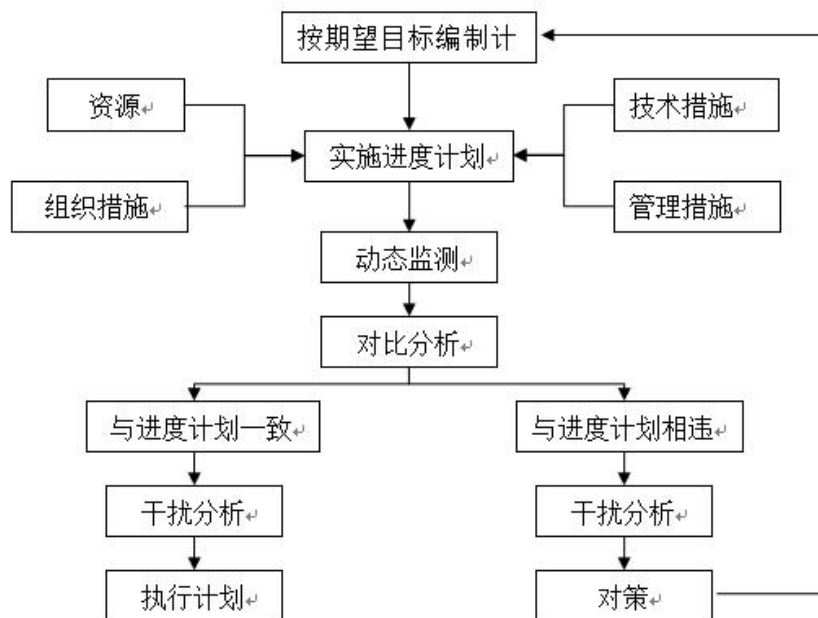 按期望目标编制计
资源
技术措施
实施进度计划
组织措施
管理措施
动态监测
对比分析
与进度计划一致
与进度计划相违
干扰分析
干扰分析
执行计划
对策